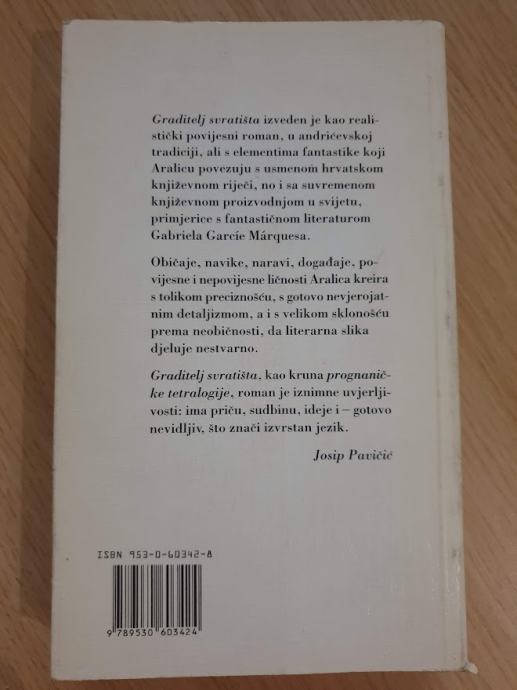 Graditelj svratišta izveden je kao reali-
stički povijesni roman, u andrićevskoj
tradiciji, ali s elementima fantastike koji
Aralicu povezuju s usmenom hrvatskom
književnom riječi, no i sa suvremenom
književnom proizvodnjom u svijetu,
primjerice s fantastičnom literaturom
Gabriela Garcíe Márquesa.
Običaje, navike, naravi, događaje, po-
vijesne i nepovijesne ličnosti Aralica kreira
s tolikom preciznošću, s gotovo nevjerojat-
nim detaljizmom, a i s velikom sklonošću
prema neobičnosti, da literarna slika
djeluje nestvarno.
Graditelj svratišta, kao kruna prognanič-
ke tetralogije, roman je iznimne uvjerlji-
vosti: ima priču, sudbinu, ideje i – gotovo
nevidljiv, što znači izvrstan jezik.
Josip Pavičić
ISBN 953-0-60342-8
9 789530 603424